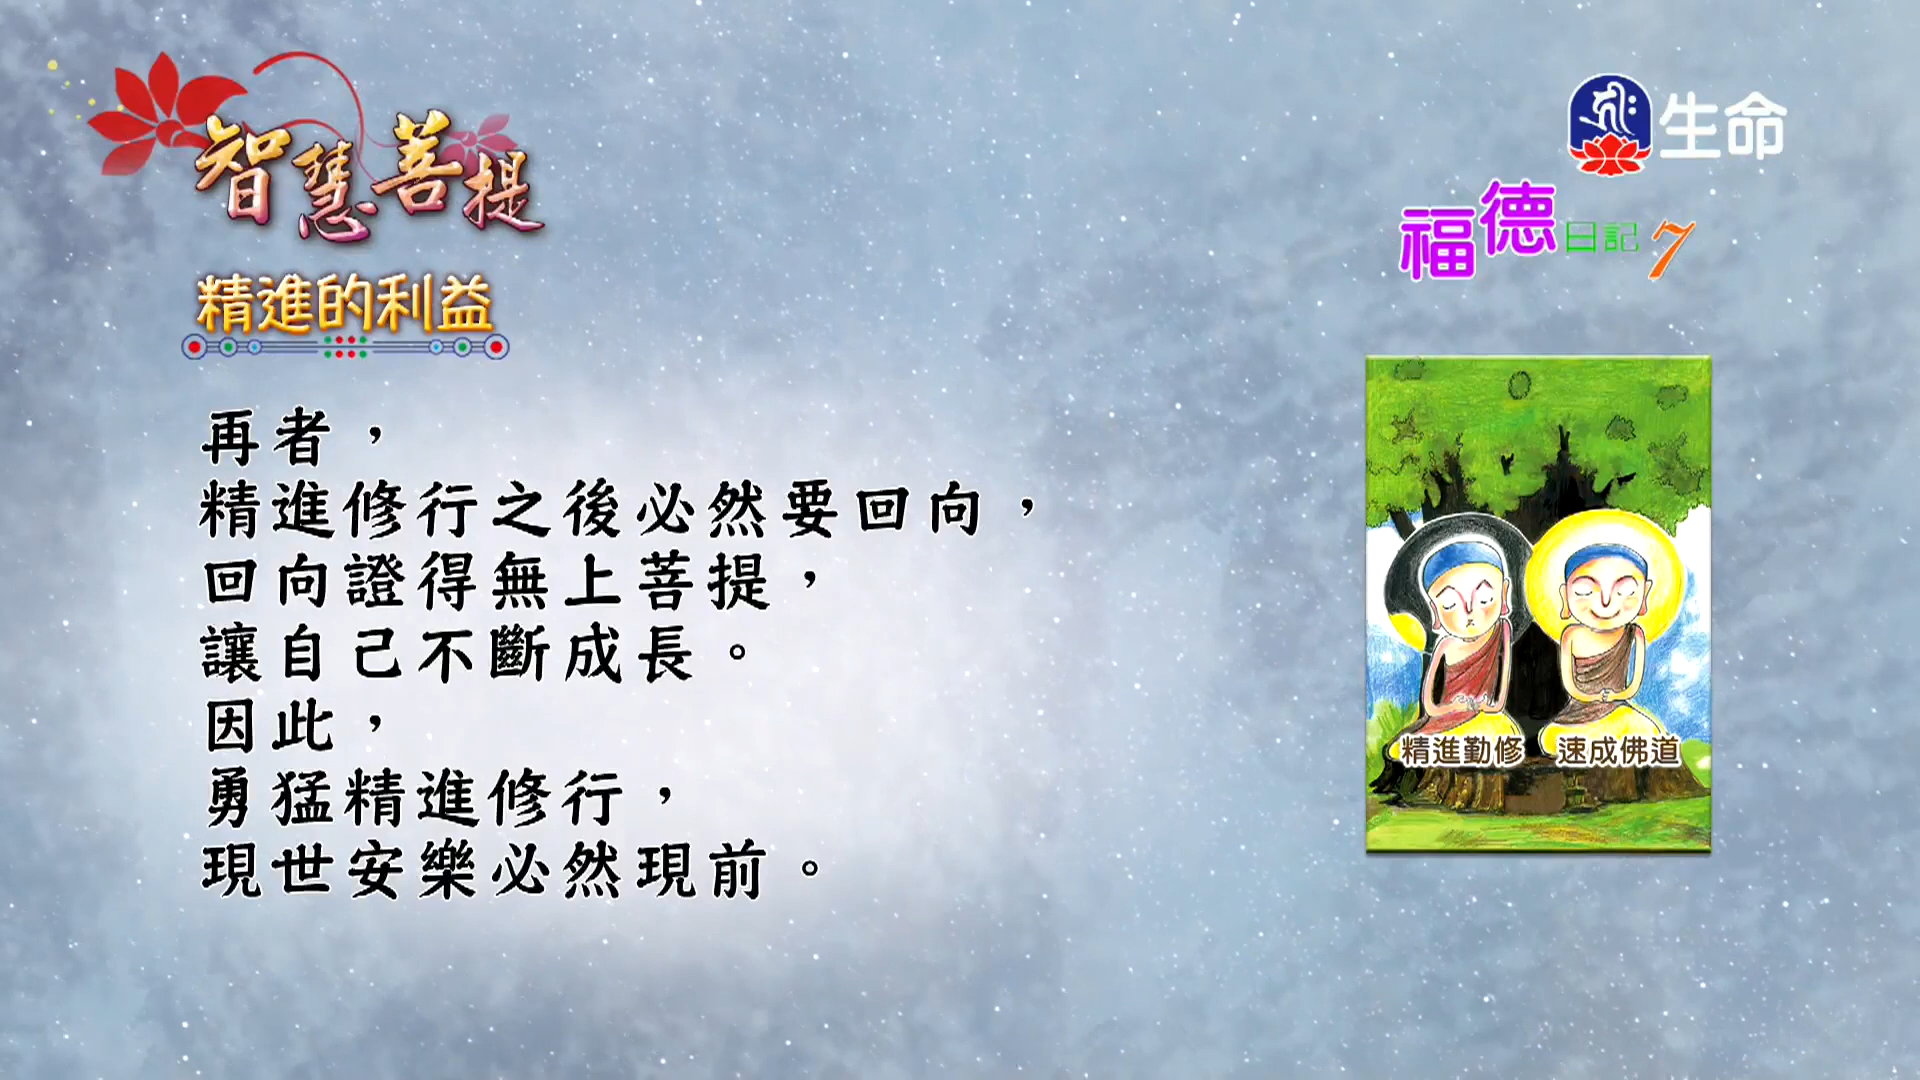 智慧菩提
生命
福德日記7
精進的利益
再者，
精進修行之後必然要回向，
回向證得無上菩提，
讓自己不斷成長。
因此，
勇猛精進修行，
現世安樂必然現前。
精進勤修 速成佛道